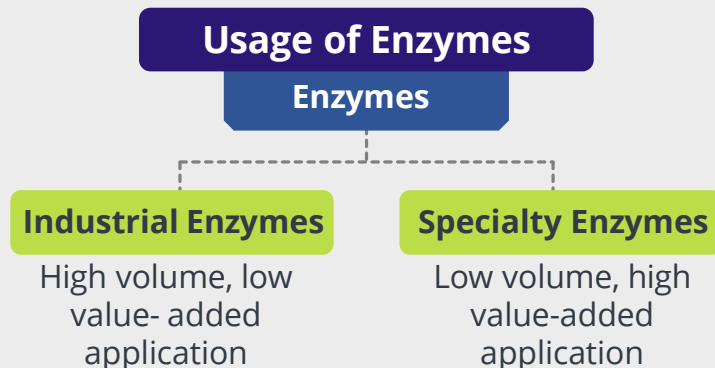 Usage of Enzymes
Enzymes
Industrial Enzymes
High volume, low
value- added
application
Specialty Enzymes
Low volume, high
value-added
application